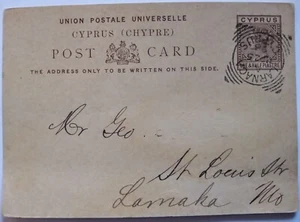 UNION POSTALE UNIVERSELLE
CYPRUS (CHYPRE)
POST CARD
THE ADDRESS ONLY TO BE WRITTEN ON THIS SIDE.
CYPRUS
Mr Geo.
St Louis Str
Larnaka Mo